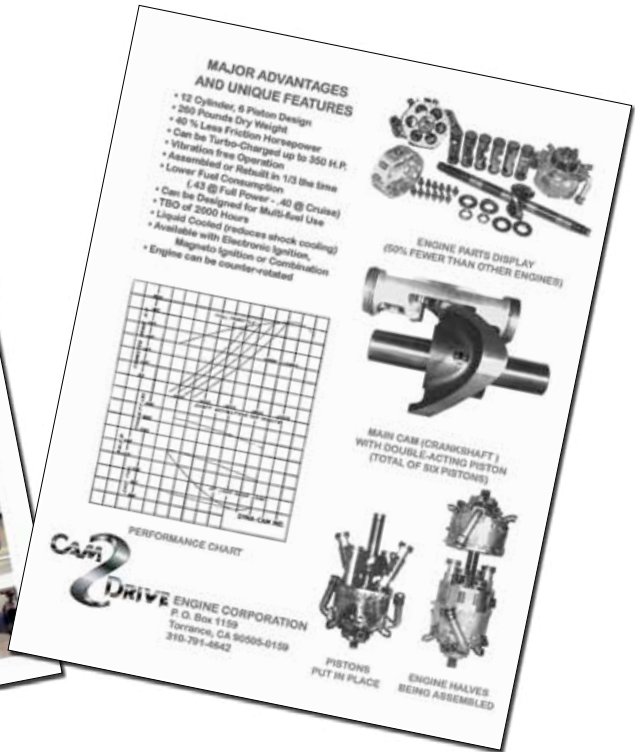 MAJOR ADVANTAGES
AND UNIQUE FEATURES
• 12 Cylinder, 6 Piston Design
• 260 Pounds Dry Weight
• 40 % Less Friction Horsepower
• Can be Turbo-Charged up to 350 H.P.
• Vibration free Operation
• Assembled or Rebuilt in 1/3 the time
• Lower Fuel Consumption
(.43 @ Full Power - .40 @ Cruise)
• Can be Designed for Multi-fuel Use
• TBO of 2000 Hours
• Liquid Cooled (reduces shock cooling)
• Available with Electronic Ignition,
Magneto Ignition or Combination
• Engine can be counter-rotated
ENGINE PARTS DISPLAY
(50% FEWER THAN OTHER ENGINES)
MAIN CAM (CRANKSHAFT)
WITH DOUBLE-ACTING PISTON
(TOTAL OF SIX PISTONS)
DYNA-CAM INC.
PERFORMANCE CHART
CAM DRIVE ENGINE CORPORATION
P. O. Box 1159
Torrance, CA 90505-0159
310-791-4642
PISTONS
PUT IN PLACE
ENGINE HALVES
BEING ASSEMBLED